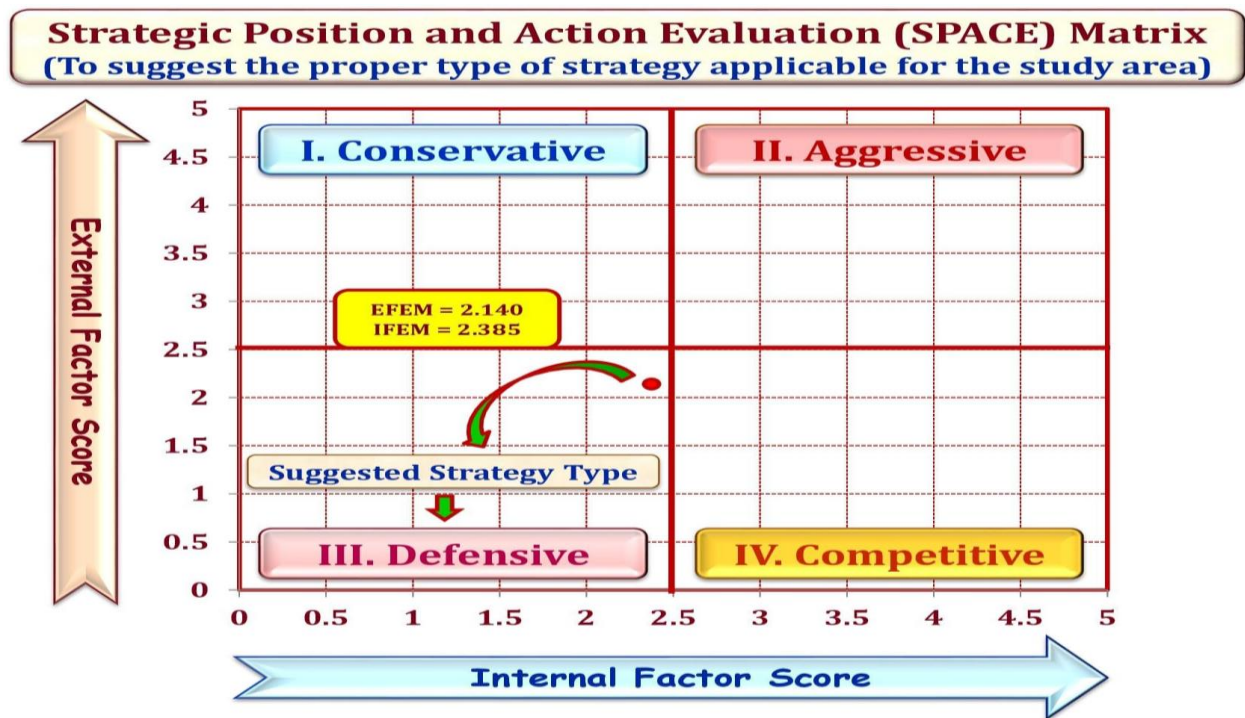 Strategic Position and Action Evaluation (SPACE) Matrix
(To suggest the proper type of strategy applicable for the study area)
External Factor Score
5
4.5
4
3.5
3
2.5
2
1.5
1
0.5
0
I. Conservative
II. Aggressive
EFEM = 2.140
IFEM = 2.385
Suggested Strategy Type
III. Defensive
IV. Competitive
0 0.5 1 1.5 2 2.5 3 3.5 4 4.5 5
Internal Factor Score